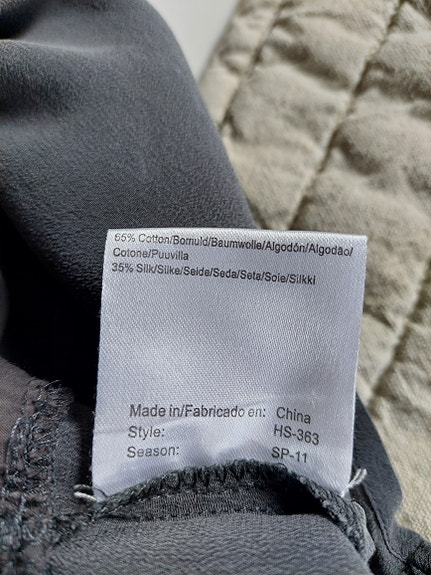 65% Cotton/Bomuld/Baumwolle/Algodón/Algodão/
Cotone/Puuvilla
35% Silk/Silke/Seide/Seda/Seta/Soie/Silkki
Made in/Fabricado en: China
Style: HS-363
Season: SP-11